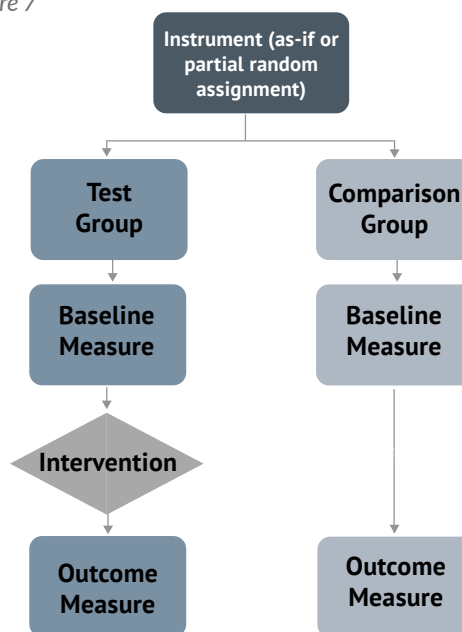 7
Instrument (as-if or
partial random
assignment)
Test
Group
Comparison
Group
Baseline
Measure
Baseline
Measure
Intervention
Outcome
Measure
Outcome
Measure